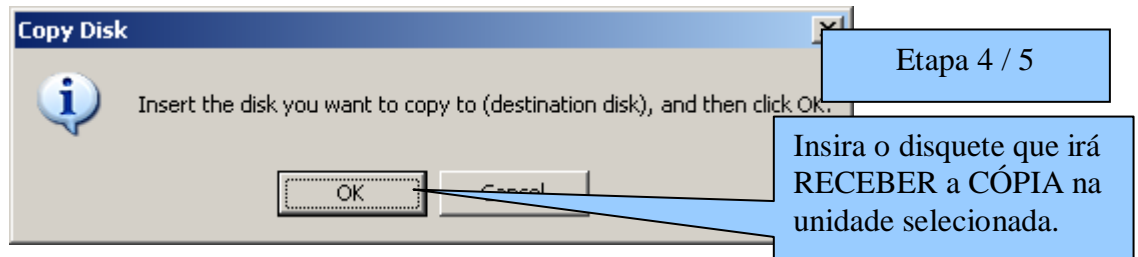 Copy Disk
Etapa 4 / 5
Insert the disk you want to copy to (destination disk), and then click OK.
Insira o disquete que irá
RECEBER a CÓPIA na
unidade selecionada.
OK
Cancel